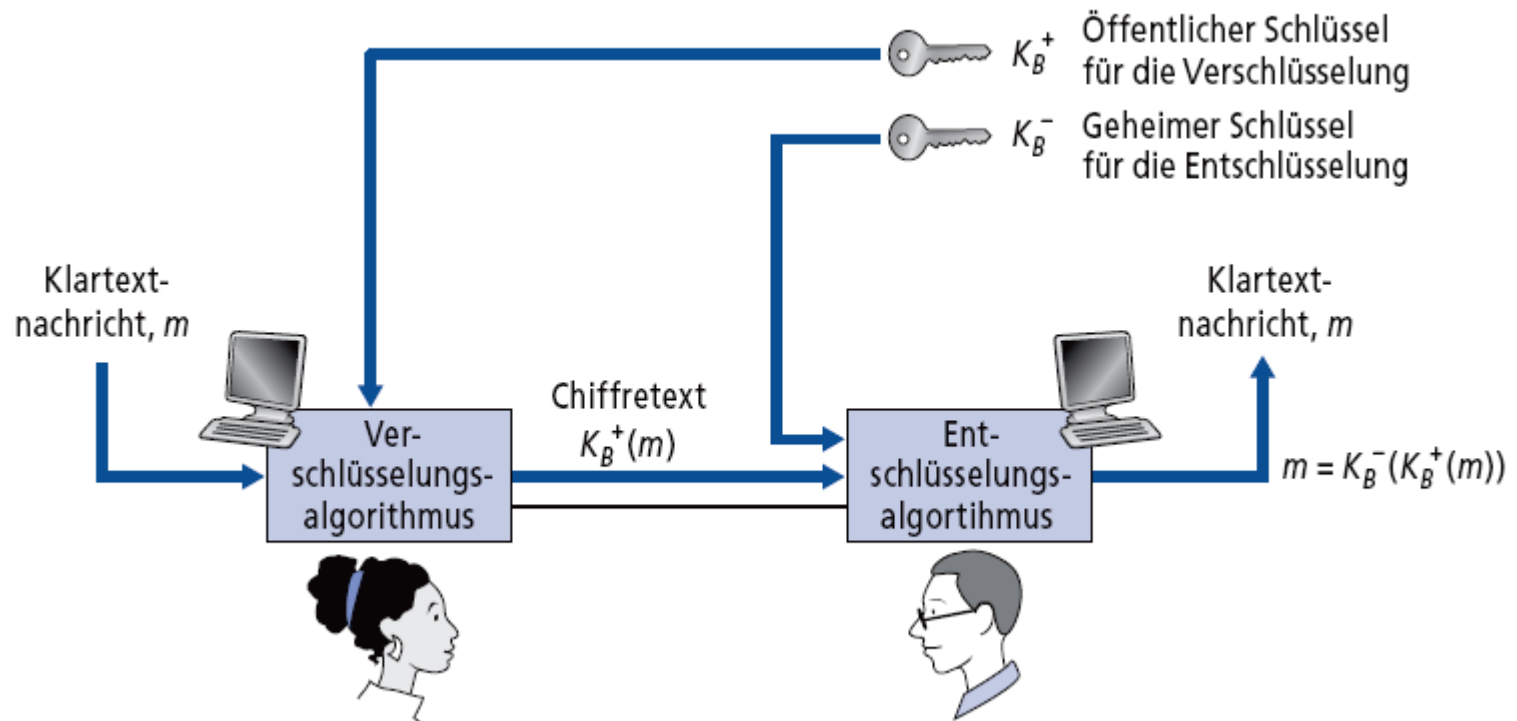 K_B^+ Öffentlicher Schlüssel
für die Verschlüsselung
K_B^- Geheimer Schlüssel
für die Entschlüsselung
Klartext-
nachricht, m
Klartext-
nachricht, m
Chiffretext
K_B^+(m)
Ver-
schlüsselungs-
algorithmus
Ent-
schlüsselungs-
algortihmus
m = K_B^-(K_B^+(m))